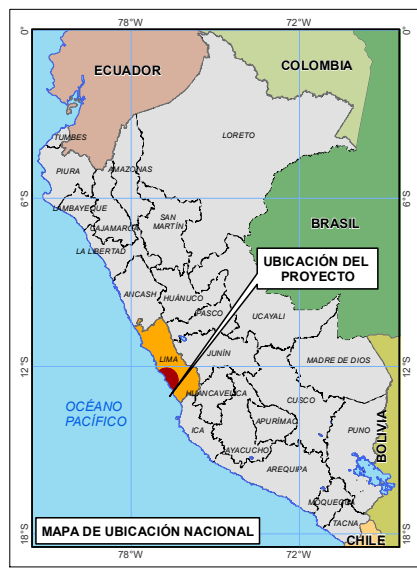 78°W 72°W
0° 0°
ECUADOR
COLOMBIA
LORETO
TUMBES
PIURA
AMAZONAS
6°S 6°S
LAMBAYEQUE
CAJAMARCA
SAN
MARTÍN
BRASIL
LA LIBERTAD
UBICACIÓN DEL
PROYECTO
ANCASH
HUÁNUCO
PASCO
UCAYALI
LIMA
JUNÍN
MADRE DE DIOS
12°S 12°S
HUANCAVELICA
CUSCO
OCÉANO
PACÍFICO
ICA
APURÍMAC
PUNO
BOLIVIA
AYACUCHO
AREQUIPA
MOQUEGUA
TACNA
MAPA DE UBICACIÓN NACIONAL
18°S 18°S
CHILE
78°W 72°W